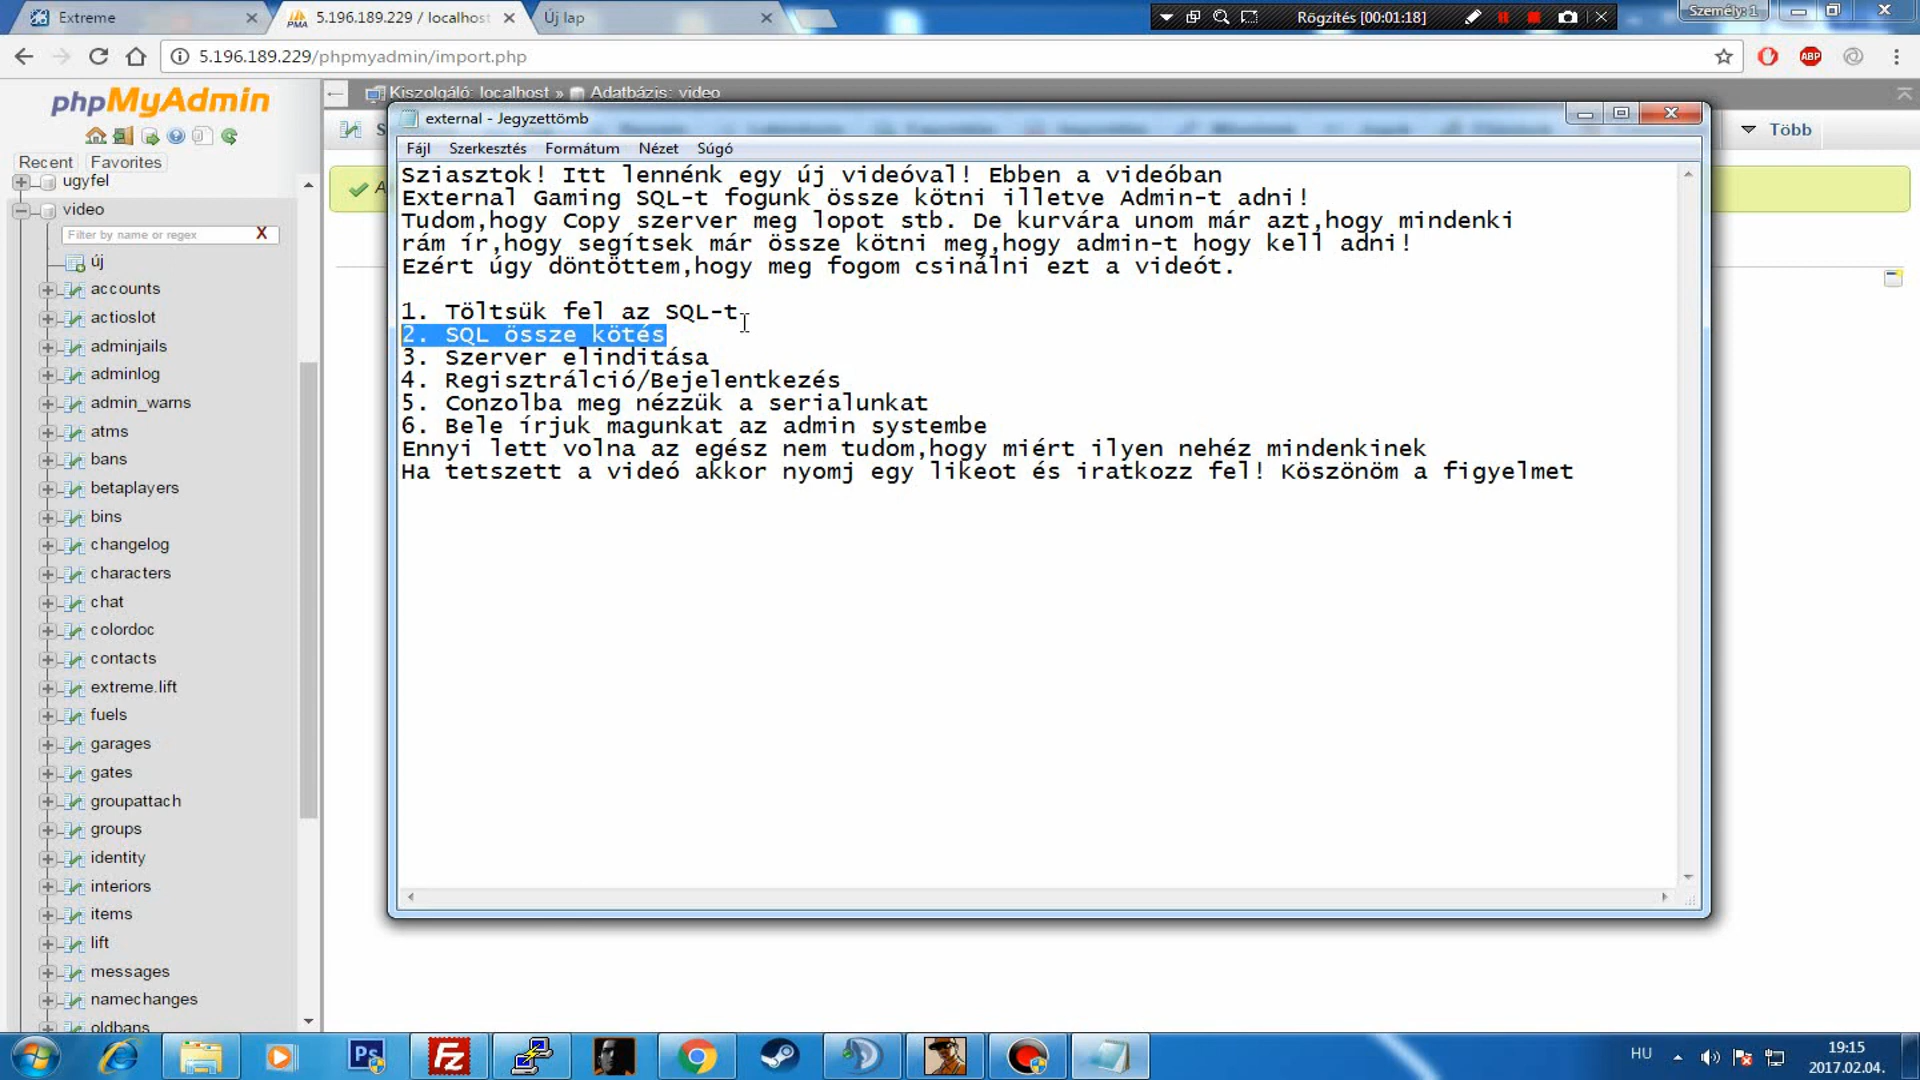 Extreme
5.196.189.229 / localhost
Új lap
Rögzítés [00:01:18]
Személy: 1
5.196.189.229/phpmyadmin/import.php
ABP
phpMyAdmin
Kiszolgáló: localhost » Adatbázis: video
Több
Recent Favorites
ugyfel
video
Filter by name or regex X
új
accounts
actioslot
adminjails
adminlog
admin_warns
atms
bans
betaplayers
bins
changelog
characters
chat
colordoc
contacts
extreme.lift
fuels
garages
gates
groupattach
groups
identity
interiors
items
lift
messages
namechanges
oldbans
external - Jegyzettömb
Fájl Szerkesztés Formátum Nézet Súgó
Sziasztok! Itt lennénk egy új videóval! Ebben a videóban
External Gaming SQL-t fogunk össze kötni illetve Admin-t adni!
Tudom,hogy Copy szerver meg lopot stb. De kurvára unom már azt,hogy mindenki
rám ír,hogy segítsek már össze kötni meg,hogy admin-t hogy kell adni!
Ezért úgy döntöttem,hogy meg fogom csinálni ezt a videót.
1. Töltsük fel az SQL-t
2. SQL össze kötés
3. Szerver elinditása
4. Regisztrálció/Bejelentkezés
5. Conzolba meg nézzük a serialunkat
6. Bele írjuk magunkat az admin systembe
Ennyi lett volna az egész nem tudom,hogy miért ilyen nehéz mindenkinek
Ha tetszett a videó akkor nyomj egy likeot és iratkozz fel! Köszönöm a figyelmet
Ps
Fz
HU
19:15
2017.02.04.